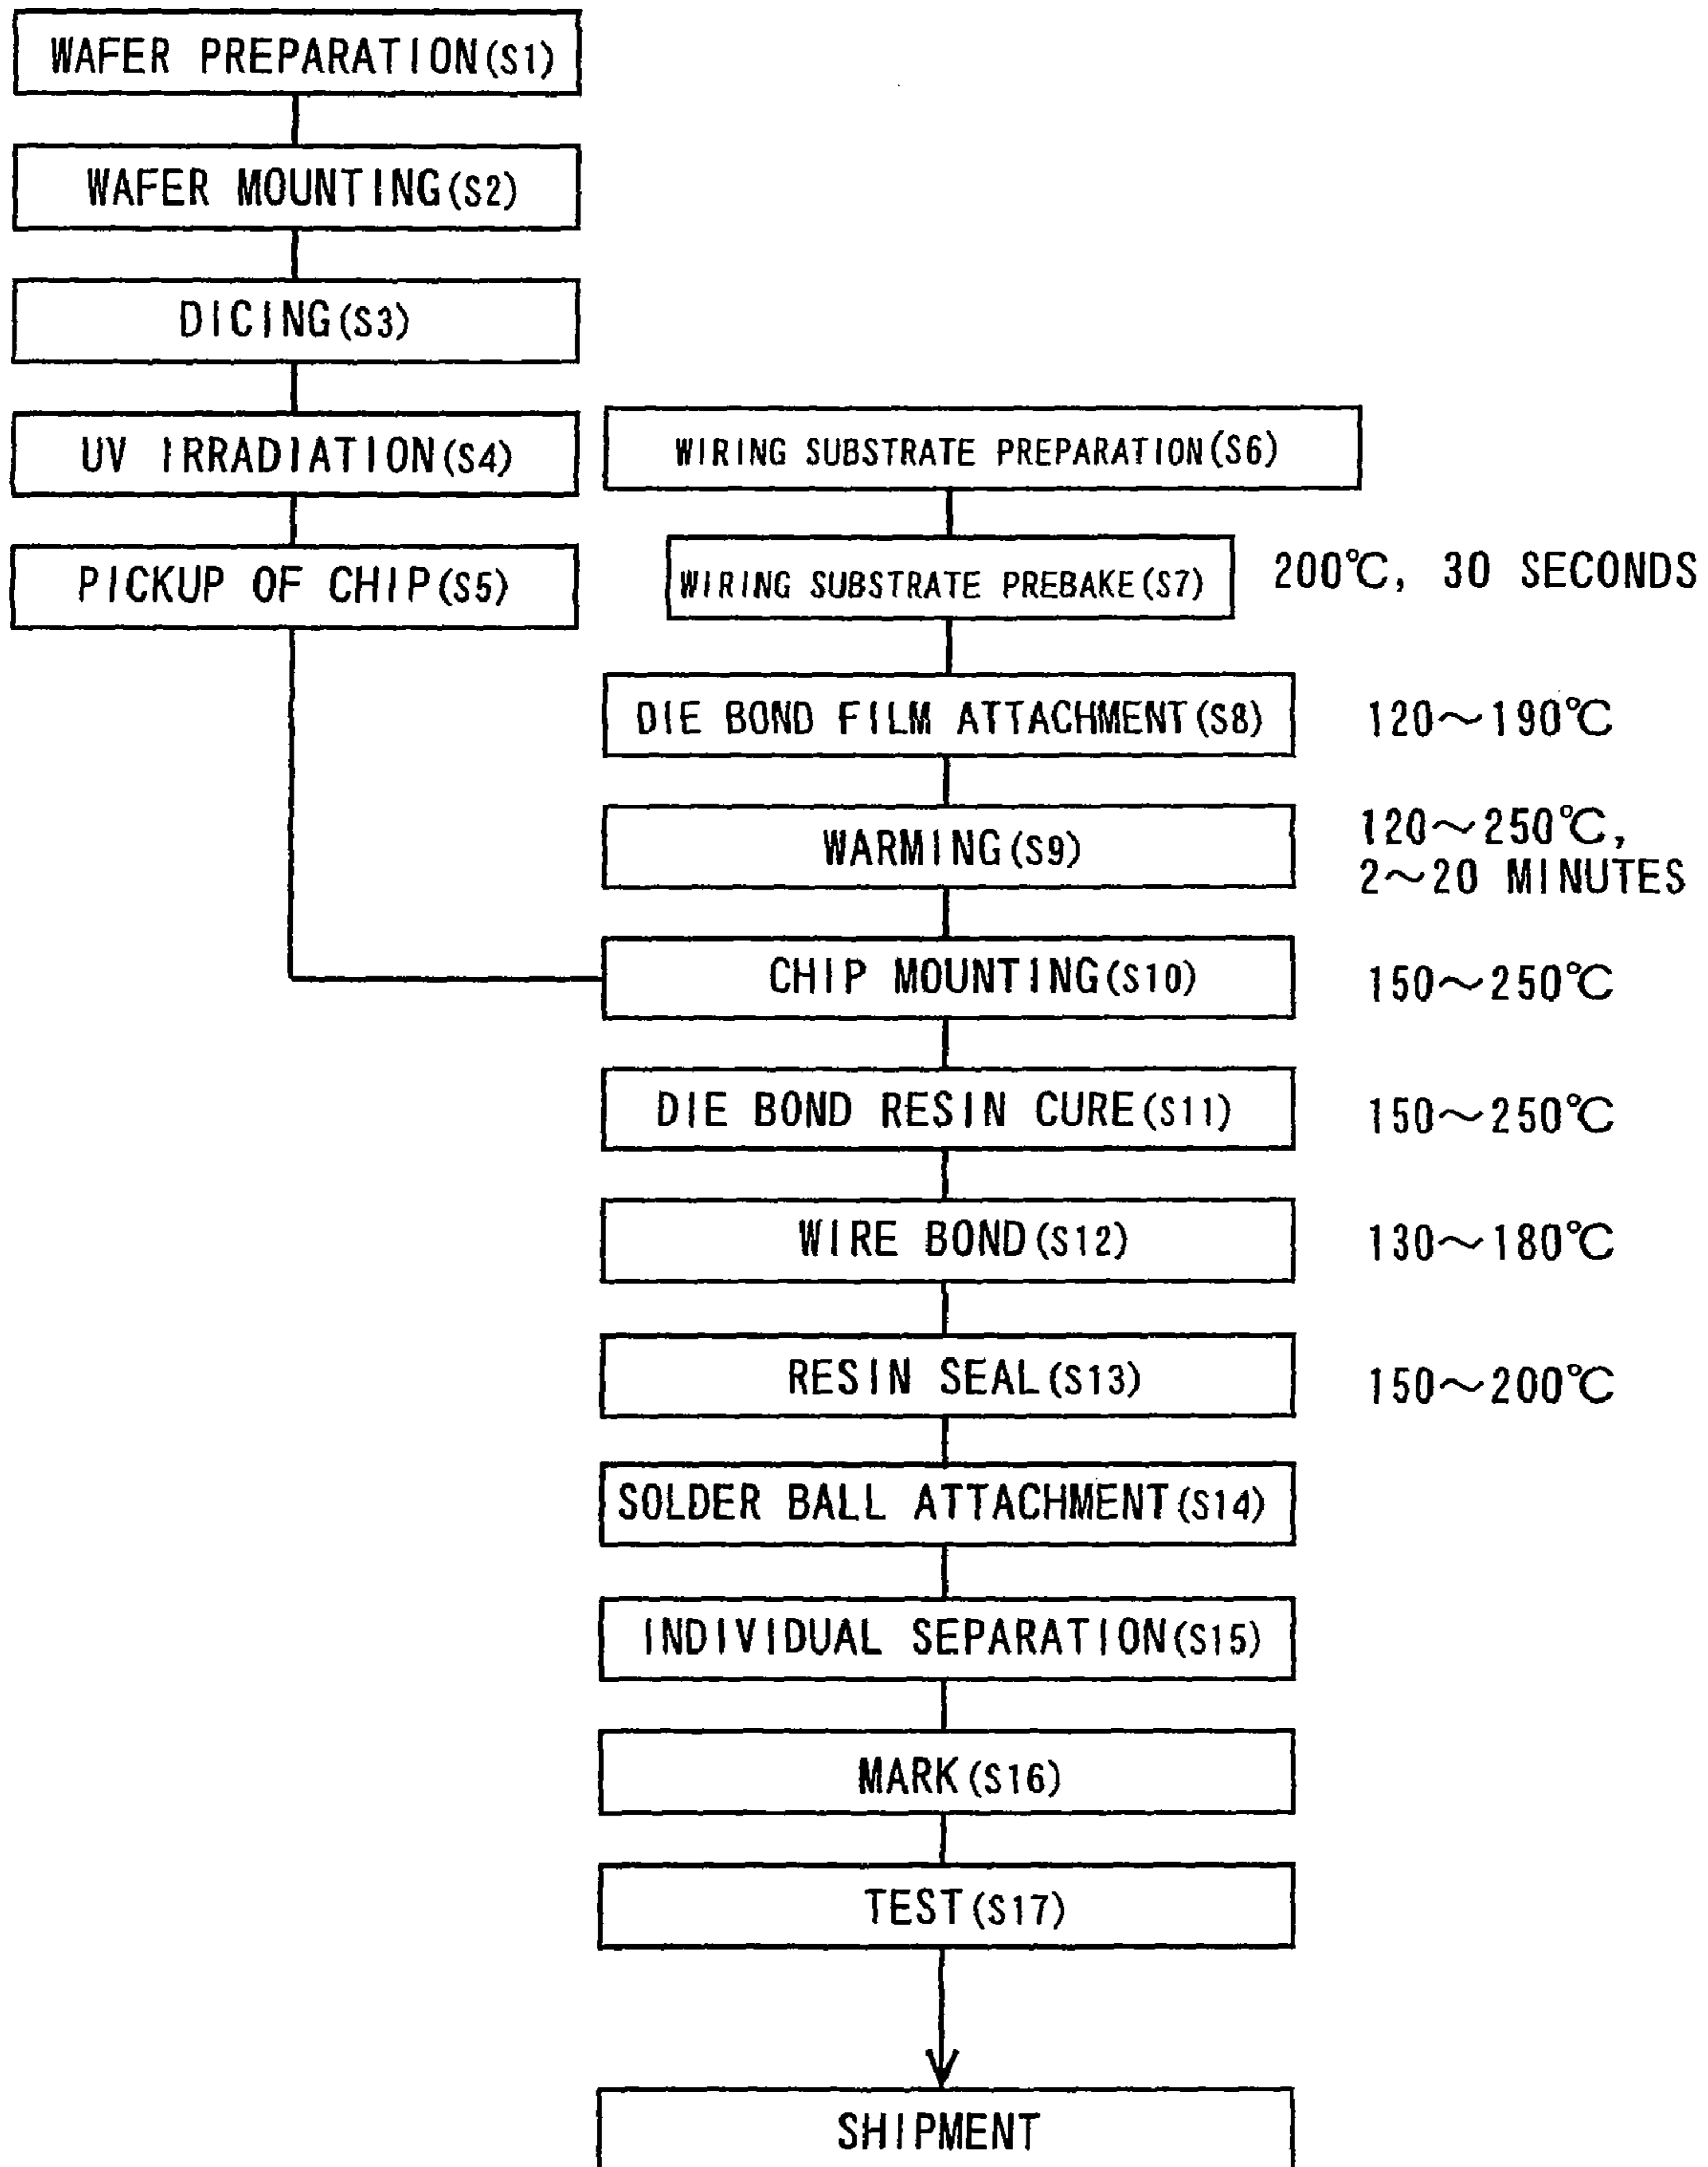 WAFER PREPARATION(S1)
WAFER MOUNTING(S2)
DICING(S3)
UV IRRADIATION(S4)
PICKUP OF CHIP(S5)
WIRING SUBSTRATE PREPARATION(S6)
WIRING SUBSTRATE PREBAKE(S7)
200℃, 30 SECONDS
DIE BOND FILM ATTACHMENT(S8)
120～190℃
WARMING(S9)
120～250℃,
2～20 MINUTES
CHIP MOUNTING(S10)
150～250℃
DIE BOND RESIN CURE(S11)
150～250℃
WIRE BOND(S12)
130～180℃
RESIN SEAL(S13)
150～200℃
SOLDER BALL ATTACHMENT(S14)
INDIVIDUAL SEPARATION(S15)
MARK(S16)
TEST(S17)
SHIPMENT